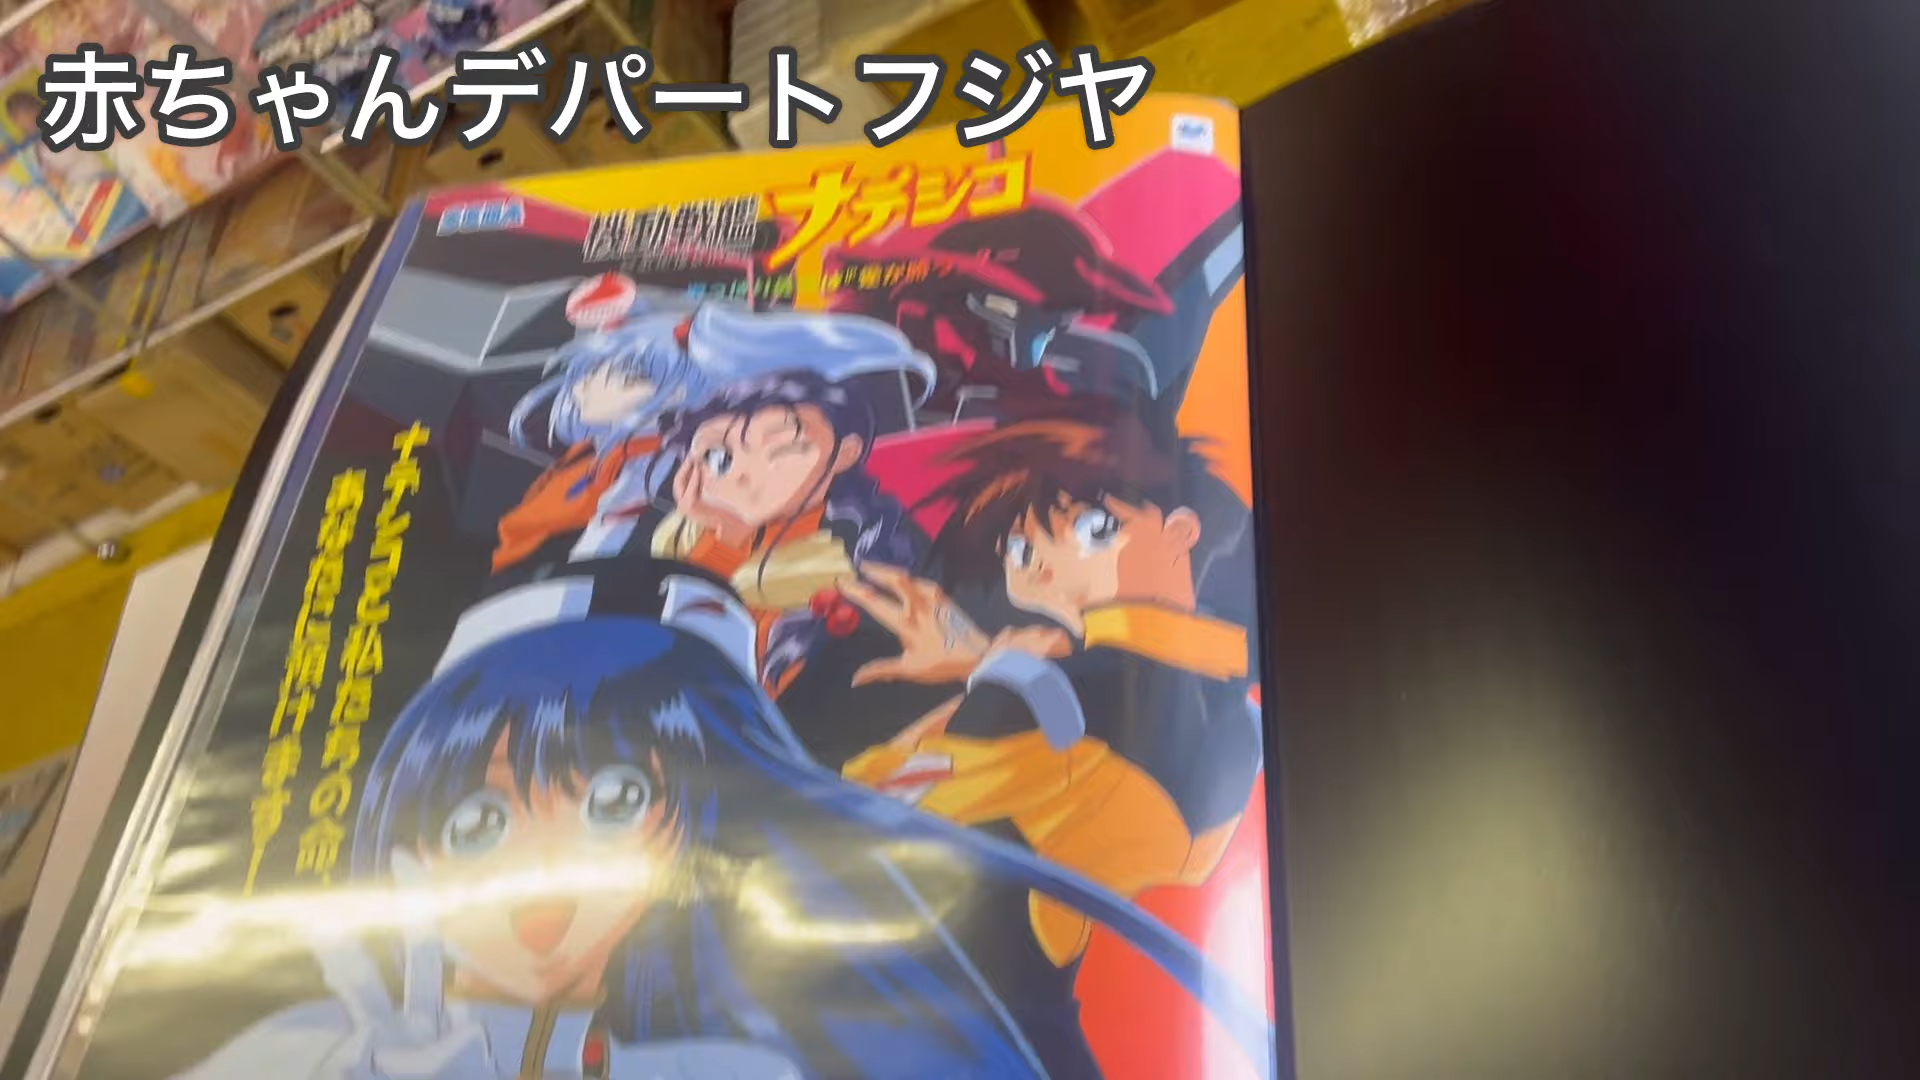 赤ちゃんデパートフジヤ
SEGA
機動戦艦
ナデシコ
ナデシコと私たちの命、
あなたに預けます!